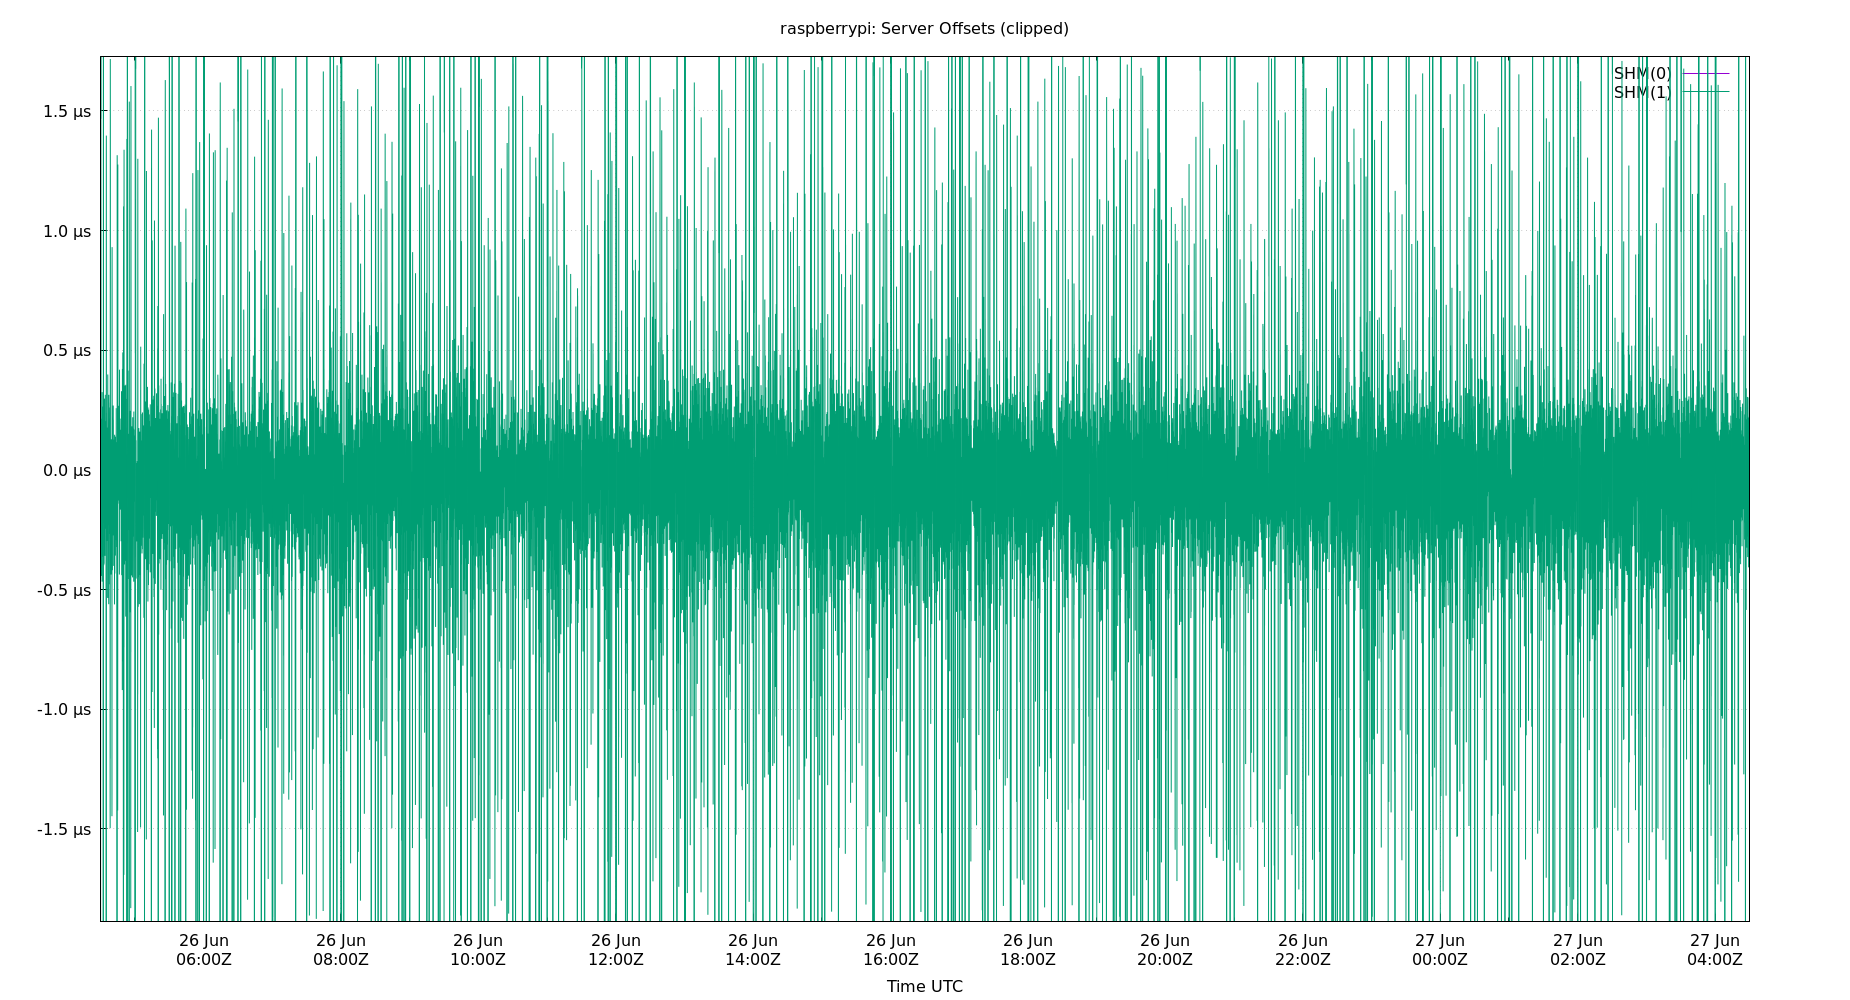 raspberrypi: Server Offsets (clipped)
SHM(0)
SHM(1)
1.5 µs
1.0 µs
0.5 µs
0.0 µs
-0.5 µs
-1.0 µs
-1.5 µs
26 Jun 26 Jun 26 Jun 26 Jun 26 Jun 26 Jun 26 Jun 26 Jun 26 Jun 27 Jun 27 Jun 27 Jun
06:00Z 08:00Z 10:00Z 12:00Z 14:00Z 16:00Z 18:00Z 20:00Z 22:00Z 00:00Z 02:00Z 04:00Z
Time UTC